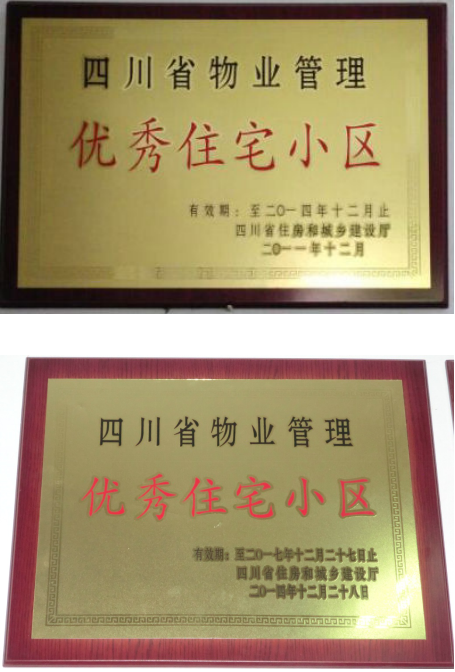 四川省物业管理
优秀住宅小区
有效期：至二〇一四年十二月止
四川省住房和城乡建设厅
二〇一一年十二月
四川省物业管理
优秀住宅小区
有效期：至二〇一七年十二月二十七日止
四川省住房和城乡建设厅
二〇一四年十二月二十八日